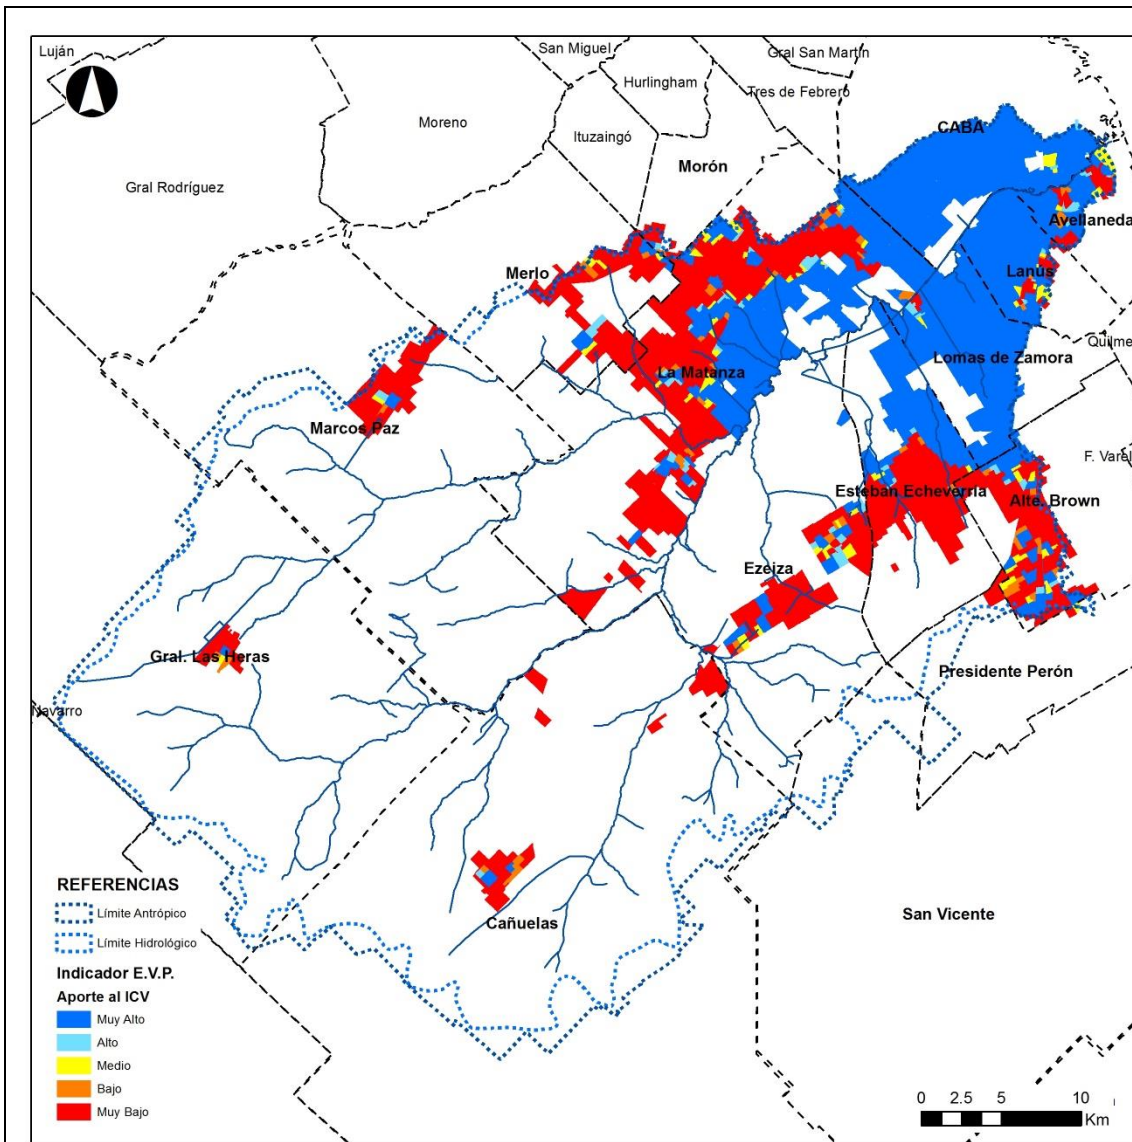 Luján
San Miguel
Gral San Martín
Hurlingham
Tres de Febrero
Moreno
Ituzaingó
CABA
Morón
Gral Rodríguez
Avellaneda
Merlo
Lanús
Quilme
Lomas de Zamora
La Matanza
Marcos Paz
F. Varel
Esteban Echeverría
Alte. Brown
Ezeiza
Gral. Las Heras
Presidente Perón
Navarro
San Vicente
Cañuelas
REFERENCIAS
Límite Antrópico
Límite Hidrológico
Indicador E.V.P.
Aporte al ICV
Muy Alto
Alto
Medio
Bajo
Muy Bajo
0 2.5 5 10
Km